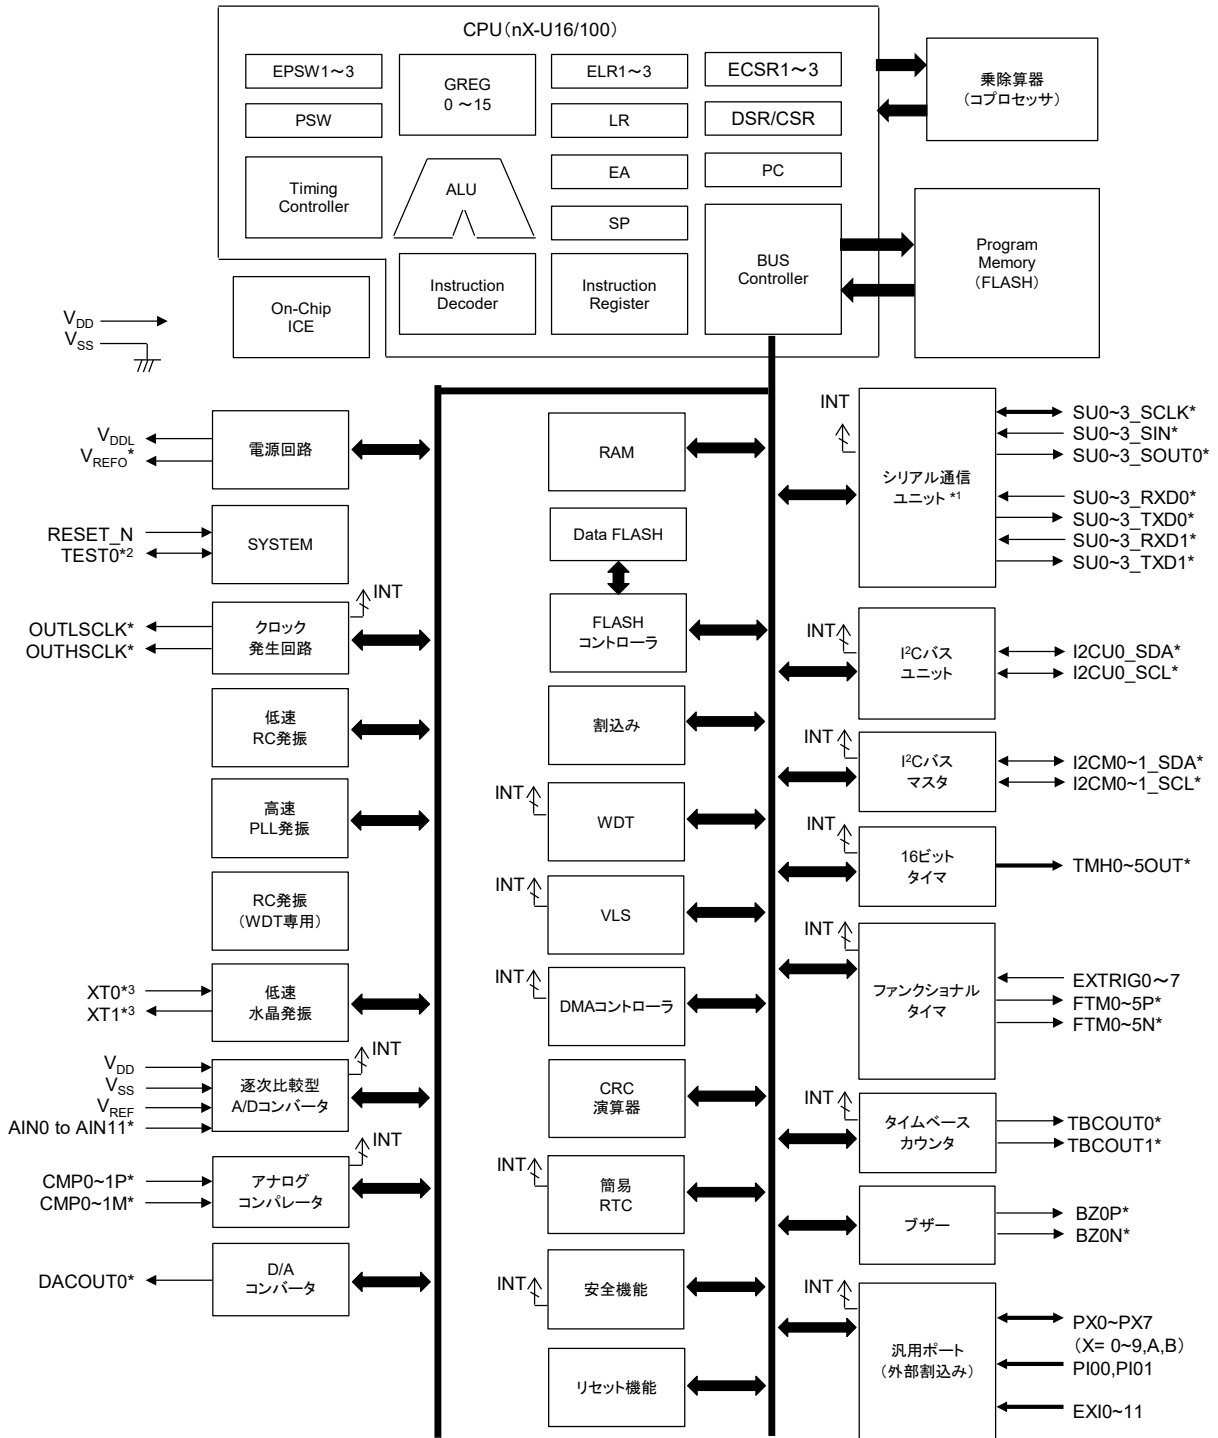 CPU（nX-U16/100）
EPSW1～3
GREG
0 ～15
ELR1～3
ECSR1～3
乗除算器
（コプロセッサ）
PSW
LR
DSR/CSR
Timing
Controller
ALU
EA
PC
SP
BUS
Controller
Program
Memory
（FLASH）
On-Chip
ICE
Instruction
Decoder
Instruction
Register
VDD
VSS
VDDL
VREFO*
電源回路
RESET_N
TEST0*2
SYSTEM
INT
OUTLSCLK*
OUTHSCLK*
クロック
発生回路
低速
RC発振
高速
PLL発振
RC発振
（WDT専用）
XT0*3
XT1*3
低速
水晶発振
INT
VDD
VSS
VREF
AIN0 to AIN11*
逐次比較型
A/Dコンバータ
INT
CMP0~1P*
CMP0~1M*
アナログ
コンパレータ
DACOUT0*
D/A
コンバータ
RAM
Data FLASH
FLASH
コントローラ
割込み
INT
WDT
INT
VLS
INT
DMAコントローラ
CRC
演算器
INT
簡易
RTC
INT
安全機能
リセット機能
INT
シリアル通信
ユニット *1
SU0~3_SCLK*
SU0~3_SIN*
SU0~3_SOUT0*
SU0~3_RXD0*
SU0~3_TXD0*
SU0~3_RXD1*
SU0~3_TXD1*
INT
I2Cバス
ユニット
I2CU0_SDA*
I2CU0_SCL*
INT
I2Cバス
マスタ
I2CM0~1_SDA*
I2CM0~1_SCL*
INT
16ビット
タイマ
TMH0~5OUT*
INT
ファンクショナル
タイマ
EXTRIG0～7
FTM0~5P*
FTM0~5N*
INT
タイムベース
カウンタ
TBCOUT0*
TBCOUT1*
ブザー
BZ0P*
BZ0N*
INT
汎用ポート
（外部割込み）
PX0~PX7
（X= 0~9,A,B）
PI00,PI01
EXI0~11